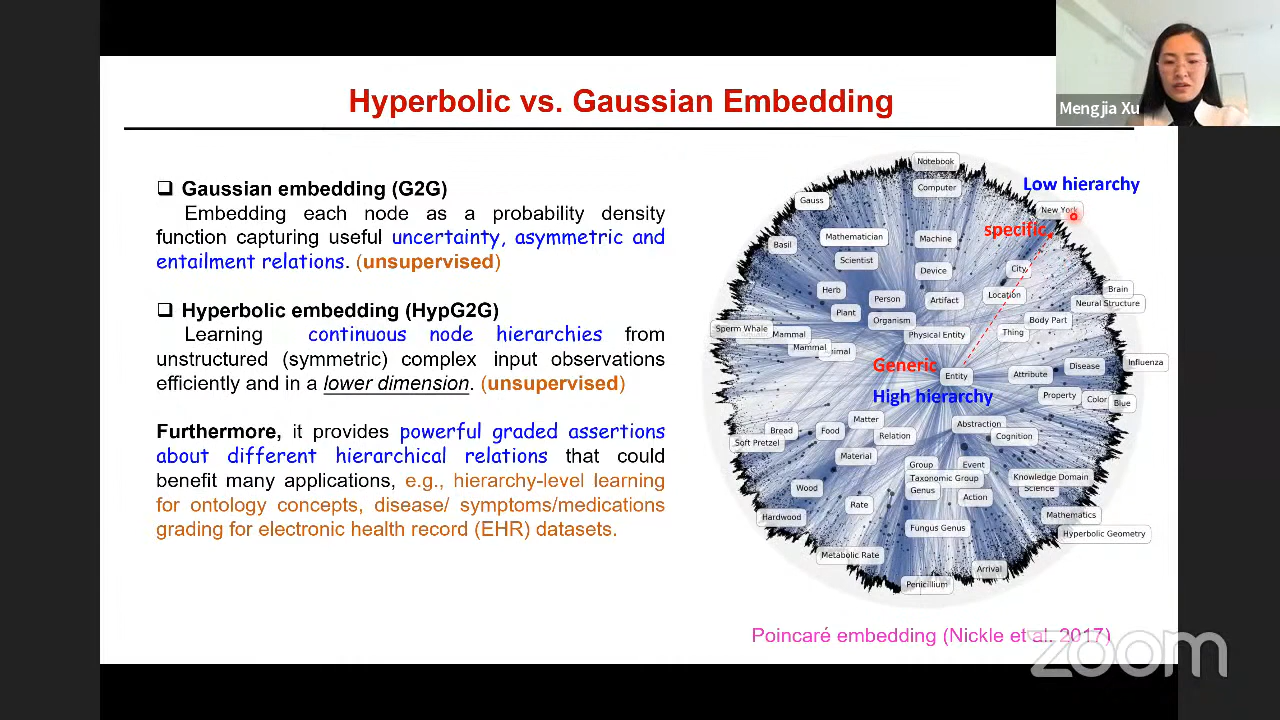 Hyperbolic vs. Gaussian Embedding
Mengjia Xu
❑ Gaussian embedding (G2G)
Embedding each node as a probability density
function capturing useful uncertainty, asymmetric and
entailment relations. (unsupervised)
❑ Hyperbolic embedding (HypG2G)
Learning continuous node hierarchies from
unstructured (symmetric) complex input observations
efficiently and in a lower dimension. (unsupervised)
Furthermore, it provides powerful graded assertions
about different hierarchical relations that could
benefit many applications, e.g., hierarchy-level learning
for ontology concepts, disease/ symptoms/medications
grading for electronic health record (EHR) datasets.
Notebook
Low hierarchy
Computer
Gauss
New York
specific
Mathematician
Machine
Basil
Scientist
Device
City
Herb
Person
Artifact
Location
Brain
Neural Structure
Plant
Organism
Body Part
Sperm Whale
Mammal
Physical Entity
Thing
Mammal
Influenza
Generic
Entity
Attribute
Disease
High hierarchy
Property
Color
Blue
Matter
Abstraction
Bread
Food
Relation
Cognition
Soft Pretzel
Material
Group
Event
Taxonomic Group
Knowledge Domain
Wood
Genus
Action
Science
Rate
Hardwood
Mathematics
Fungus Genus
Hyperbolic Geometry
Metabolic Rate
Arrival
Penicillium
Poincaré embedding (Nickle et al. 2017)
zoom